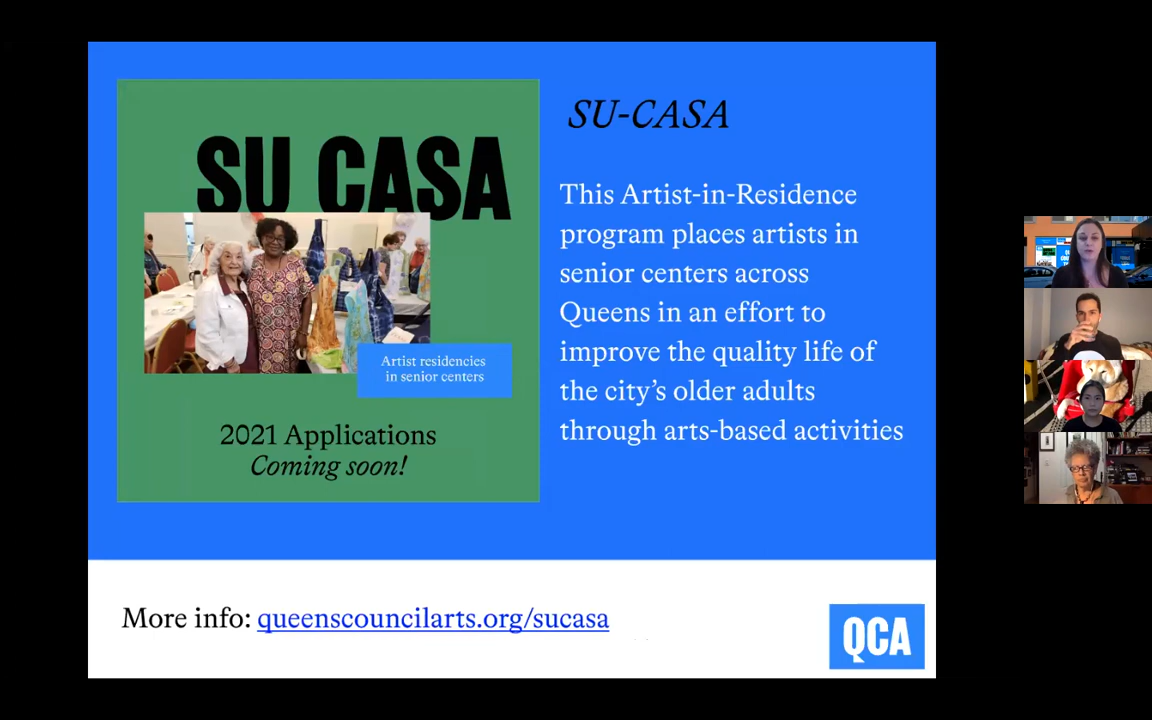 SU CASA
Artist residencies
in senior centers
2021 Applications
Coming soon!
SU-CASA
This Artist-in-Residence
program places artists in
senior centers across
Queens in an effort to
improve the quality life of
the city's older adults
through arts-based activities
More info: queenscouncilarts.org/sucasa
QCA